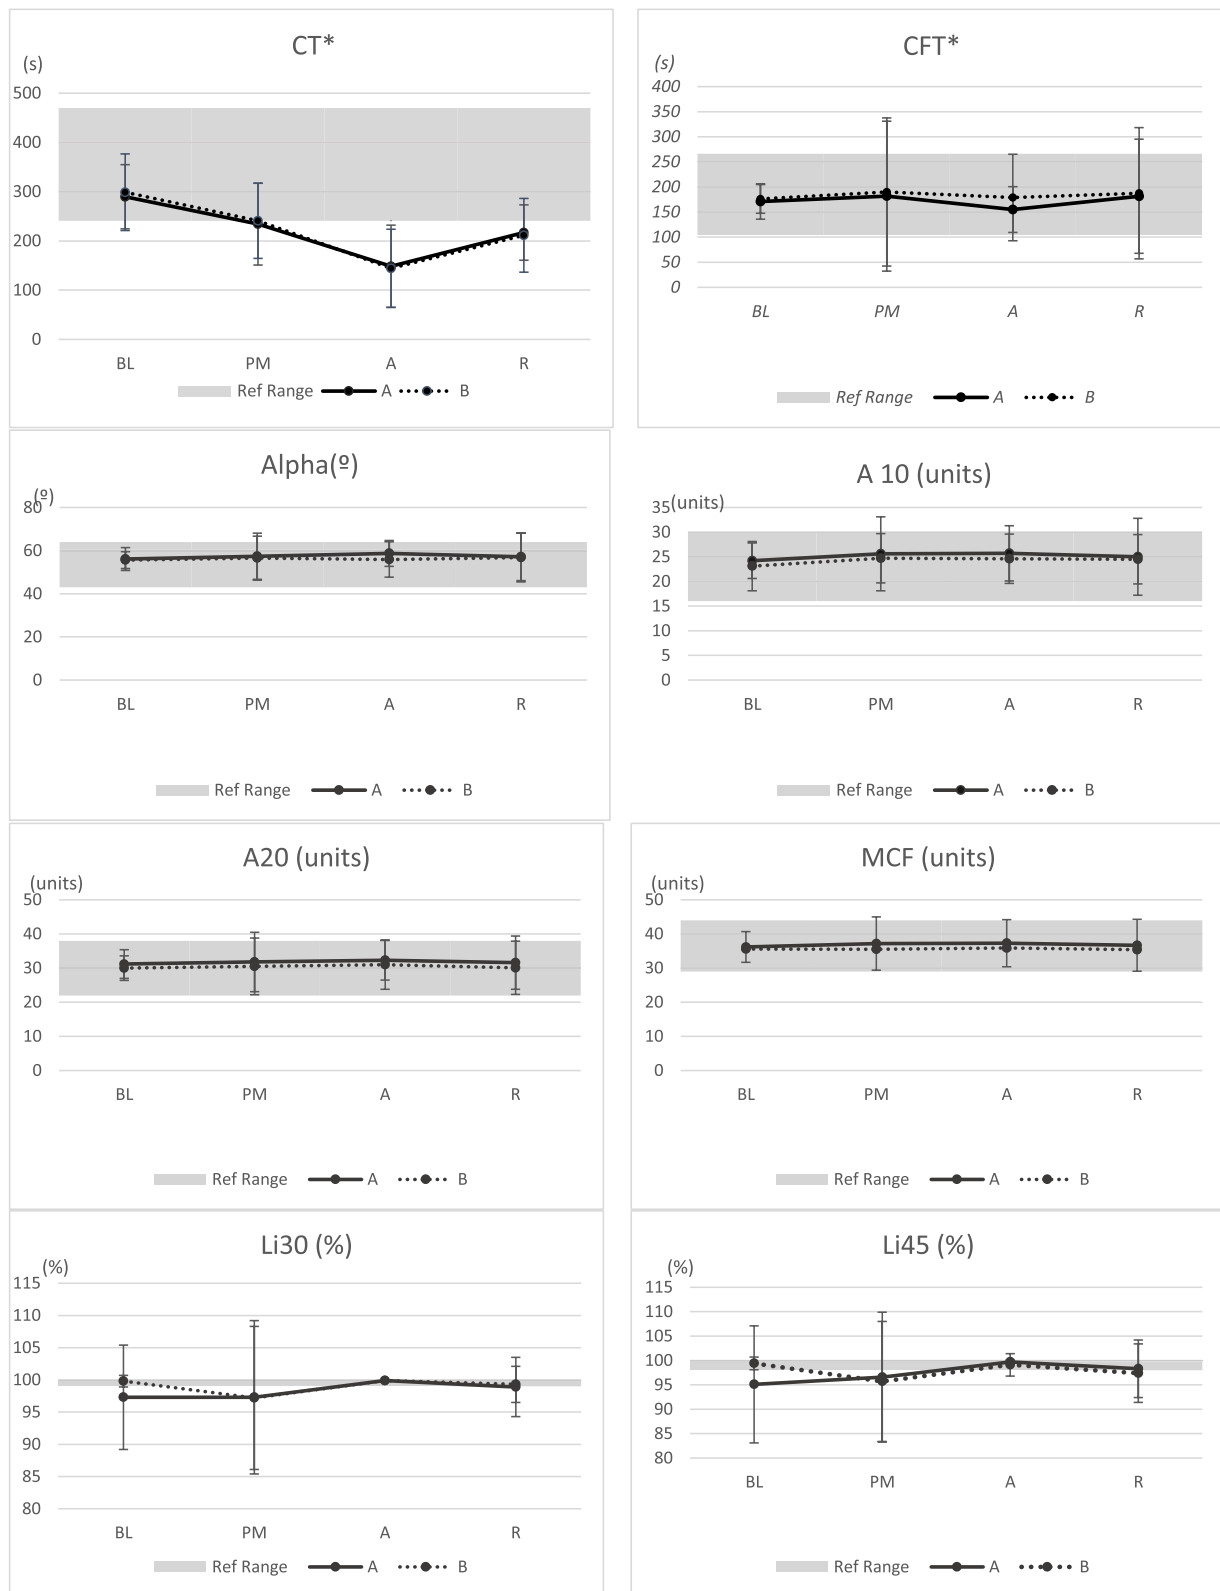 CT*
(s)
500
400
300
200
100
0
BL PM A R
Ref Range A B
CFT*
(s)
400
350
300
250
200
150
100
50
0
BL PM A R
Ref Range A B
Alpha(º)
(º)
80
60
40
20
0
BL PM A R
Ref Range A B
A 10 (units)
(units)
35
30
25
20
15
10
5
0
BL PM A R
Ref Range A B
A20 (units)
(units)
50
40
30
20
10
0
BL PM A R
Ref Range A B
MCF (units)
(units)
50
40
30
20
10
0
BL PM A R
Ref Range A B
Li30 (%)
(%)
115
110
105
100
95
90
85
80
BL PM A R
Ref Range A B
Li45 (%)
(%)
115
110
105
100
95
90
85
80
BL PM A R
Ref Range A B